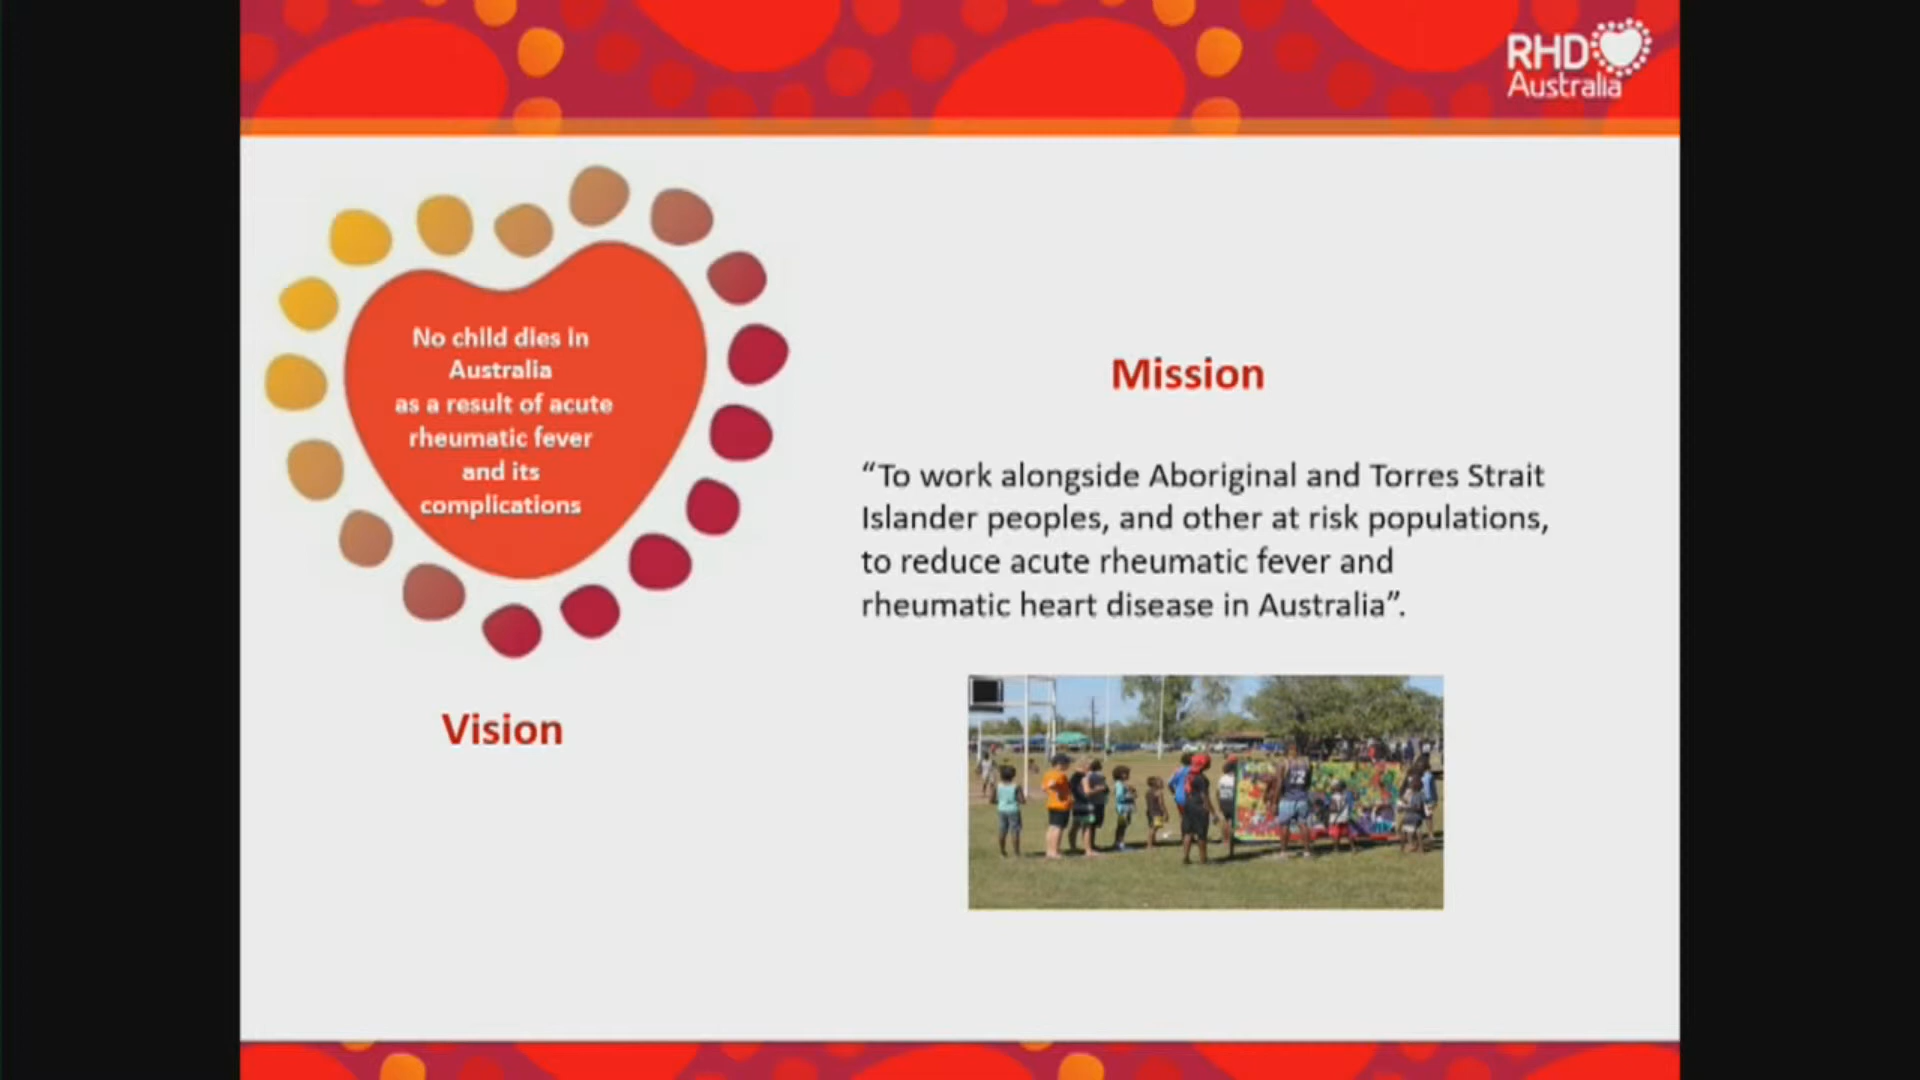 RHD
Australia
No child dies in
Australia
as a result of acute
rheumatic fever
and its
complications
Vision
Mission
“To work alongside Aboriginal and Torres Strait
Islander peoples, and other at risk populations,
to reduce acute rheumatic fever and
rheumatic heart disease in Australia”.